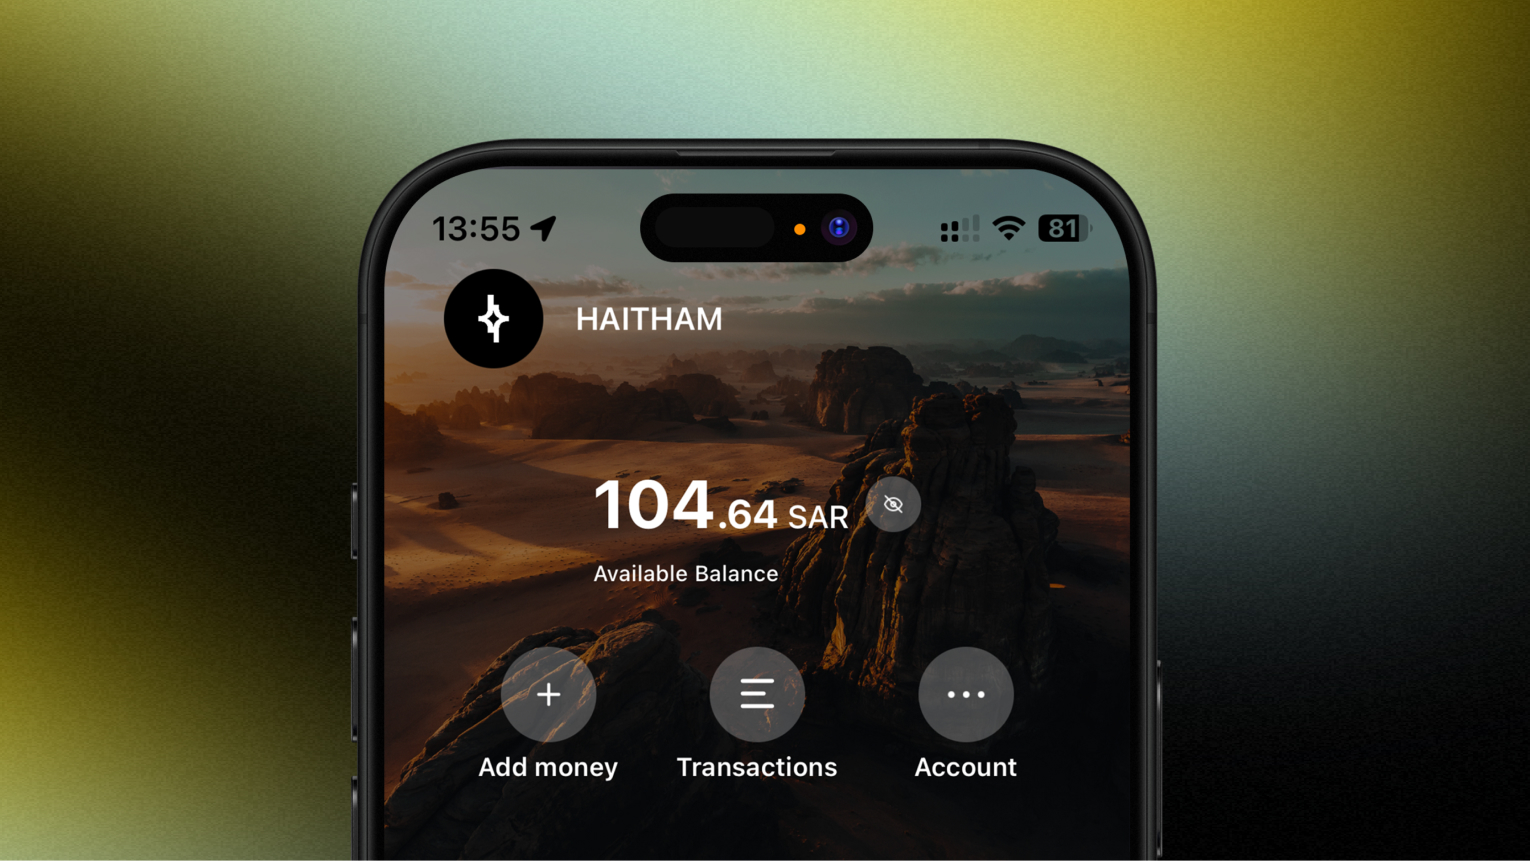 13:55
81
HAITHAM
104.64 SAR
Available Balance
Add money
Transactions
Account